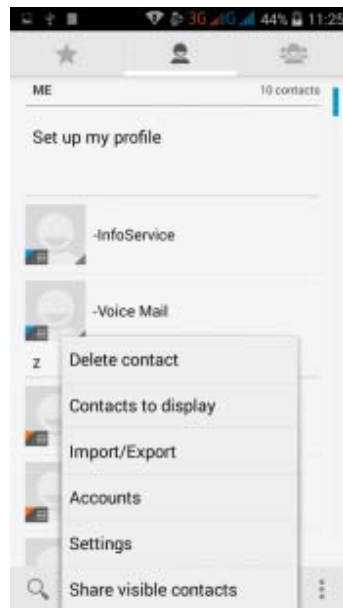 3G G 44% 11:25
ME 10 contacts
Set up my profile
-InfoService
-Voice Mail
Z
Delete contact
Contacts to display
Import/Export
Accounts
Settings
Share visible contacts